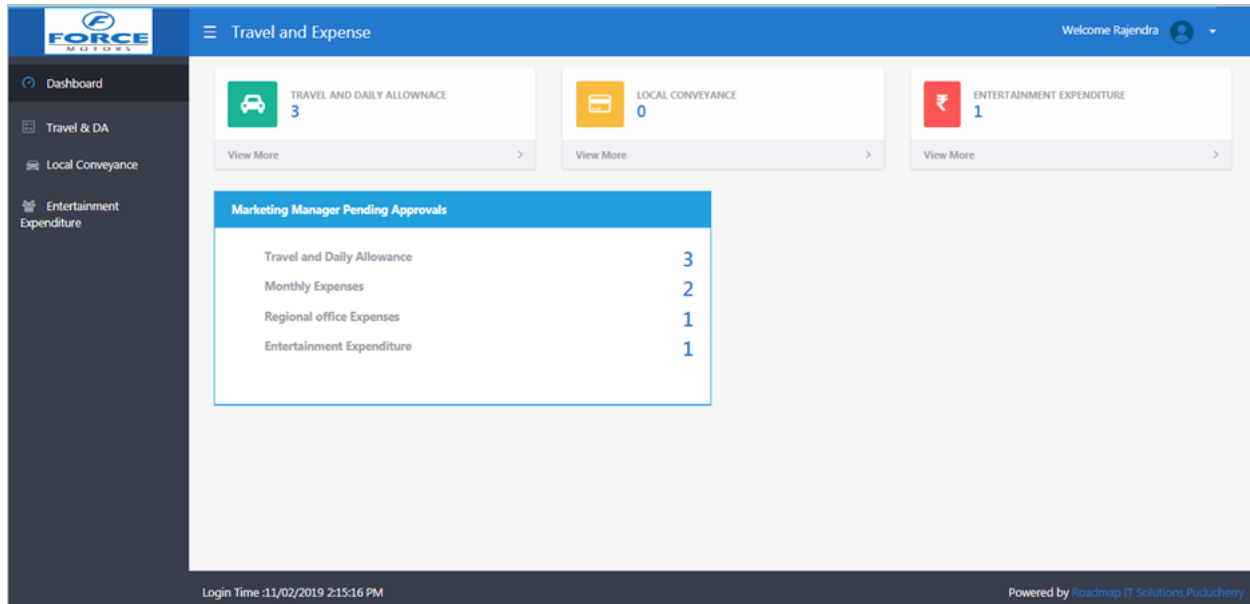 FORCE
MOTORS
Travel and Expense
Welcome Rajendra
Dashboard
Travel & DA
Local Conveyance
Entertainment
Expenditure
TRAVEL AND DAILY ALLOWNACE
3
View More
LOCAL CONVEYANCE
0
View More
ENTERTAINMENT EXPENDITURE
1
View More
Marketing Manager Pending Approvals
Travel and Daily Allowance 3
Monthly Expenses 2
Regional office Expenses 1
Entertainment Expenditure 1
Login Time :11/02/2019 2:15:16 PM
Powered by Roadmap IT Solutions,Puducherry